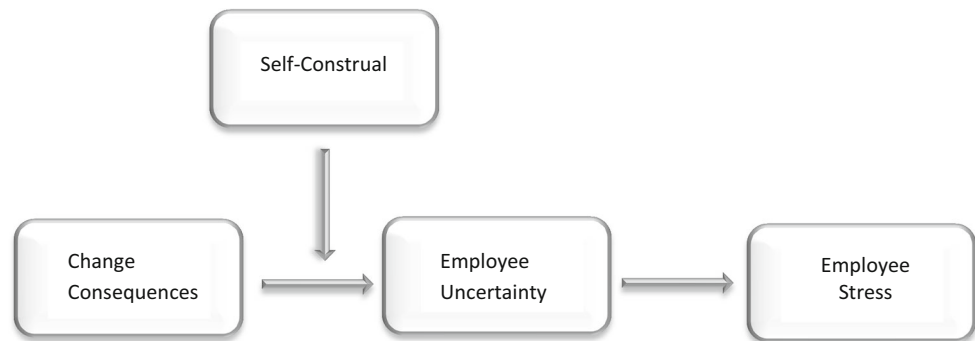 Self-Construal
Change
Consequences
Employee
Uncertainty
Employee
Stress